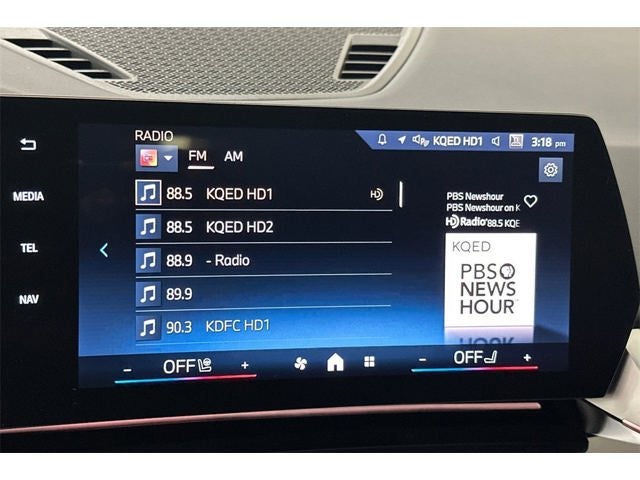 RADIO
KQED HD1
3:18 pm
FM AM
MEDIA
TEL
NAV
88.5 KQED HD1
88.5 KQED HD2
88.9 - Radio
89.9
90.3 KDFC HD1
PBS Newshour
PBS Newshour on K
HD Radio 88.5 KQE
KQED
PBS
NEWS
HOUR
- OFF +
- OFF +